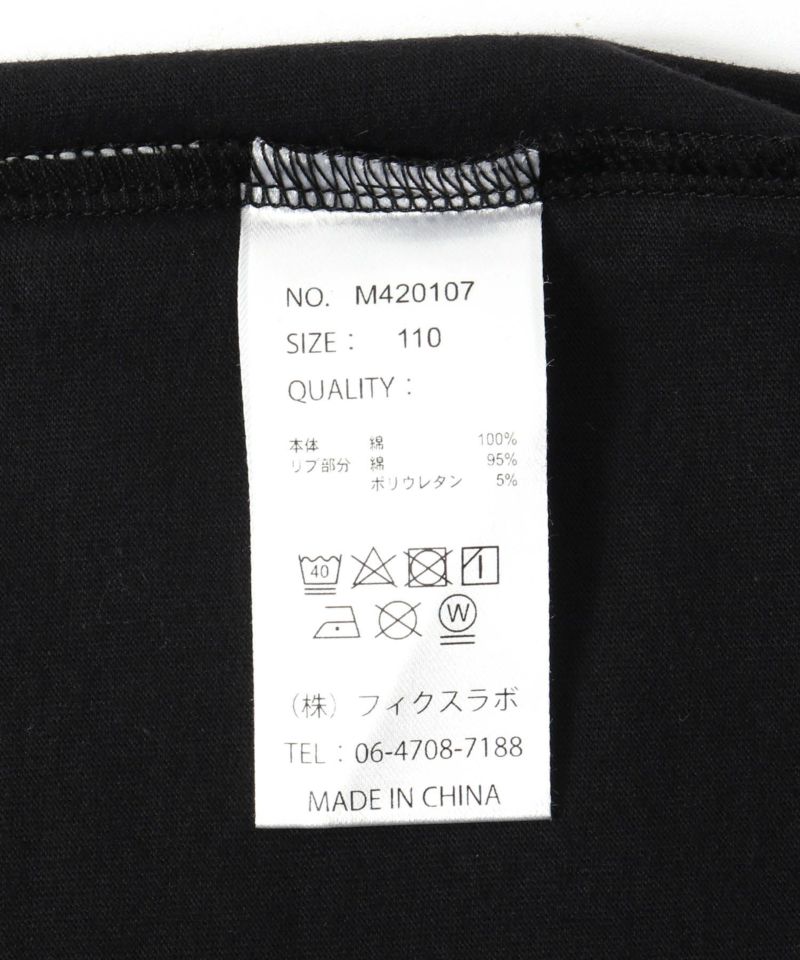 NO. M420107
SIZE： 110
QUALITY：
本体 綿 100%
リブ部分 綿 95%
ポリウレタン 5%
40
W
（株）フィクスラボ
TEL：06-4708-7188
MADE IN CHINA